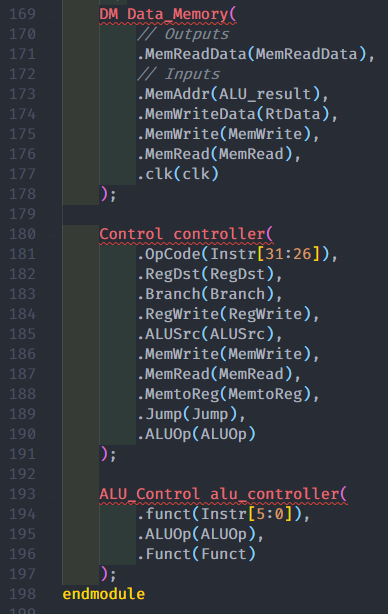 169 DM Data_Memory(
170 // Outputs
171 .MemReadData(MemReadData),
172 // Inputs
173 .MemAddr(ALU_result),
174 .MemWriteData(RtData),
175 .MemWrite(MemWrite),
176 .MemRead(MemRead),
177 .clk(clk)
178 );
179
180 Control controller(
181 .OpCode(Instr[31:26]),
182 .RegDst(RegDst),
183 .Branch(Branch),
184 .RegWrite(RegWrite),
185 .ALUSrc(ALUSrc),
186 .MemWrite(MemWrite),
187 .MemRead(MemRead),
188 .MemtoReg(MemtoReg),
189 .Jump(Jump),
190 .ALUOp(ALUOp)
191 );
192
193 ALU_Control alu_controller(
194 .funct(Instr[5:0]),
195 .ALUOp(ALUOp),
196 .Funct(Funct)
197 );
198 endmodule
199